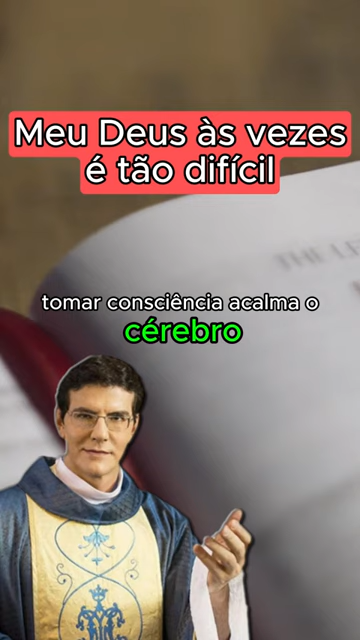 Meu Deus às vezes
é tão difícil
tomar consciência acalma o
cérebro